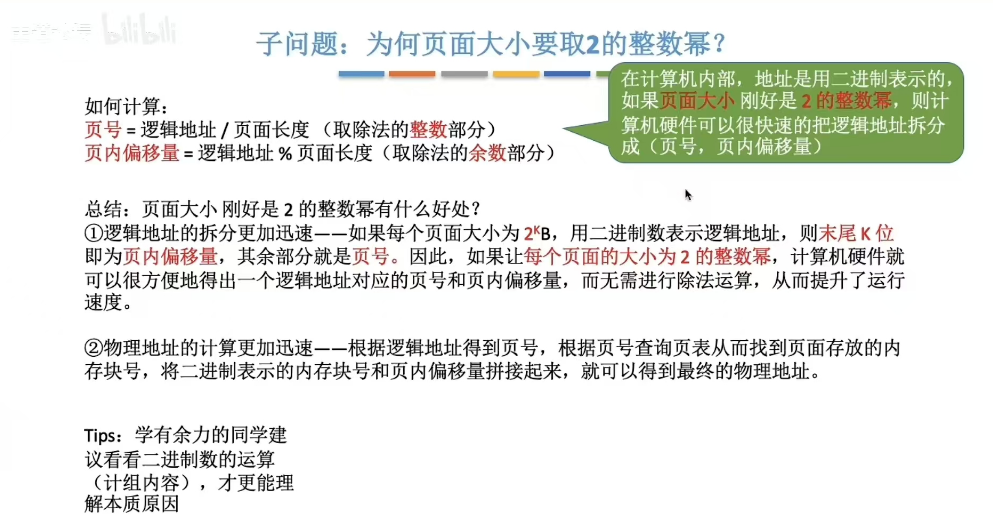 bilibili
子问题：为何页面大小要取2的整数幂？
在计算机内部，地址是用二进制表示的，
如果页面大小 刚好是 2 的整数幂，则计
算机硬件可以很快速的把逻辑地址拆分
成（页号，页内偏移量）
如何计算：
页号 = 逻辑地址 / 页面长度 （取除法的整数部分）
页内偏移量 = 逻辑地址 % 页面长度（取除法的余数部分）
总结：页面大小 刚好是 2 的整数幂有什么好处？
①逻辑地址的拆分更加迅速——如果每个页面大小为 2ᴷB，用二进制数表示逻辑地址，则末尾 K 位
即为页内偏移量，其余部分就是页号。因此，如果让每个页面的大小为 2 的整数幂，计算机硬件就
可以很方便地得出一个逻辑地址对应的页号和页内偏移量，而无需进行除法运算，从而提升了运行
速度。
②物理地址的计算更加迅速——根据逻辑地址得到页号，根据页号查询页表从而找到页面存放的内
存块号，将二进制表示的内存块号和页内偏移量拼接起来，就可以得到最终的物理地址。
Tips：学有余力的同学建
议看看二进制数的运算
（计组内容），才更能理
解本质原因